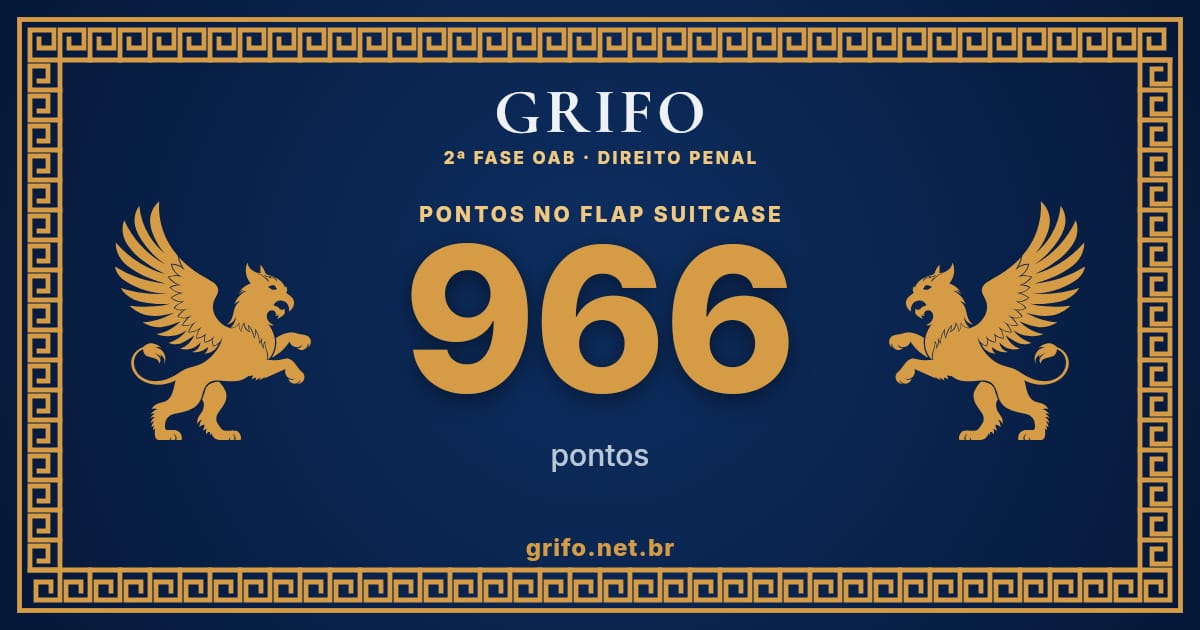 GRIFO
2ª FASE OAB · DIREITO PENAL
PONTOS NO FLAP SUITCASE
966
pontos
grifo.net.br